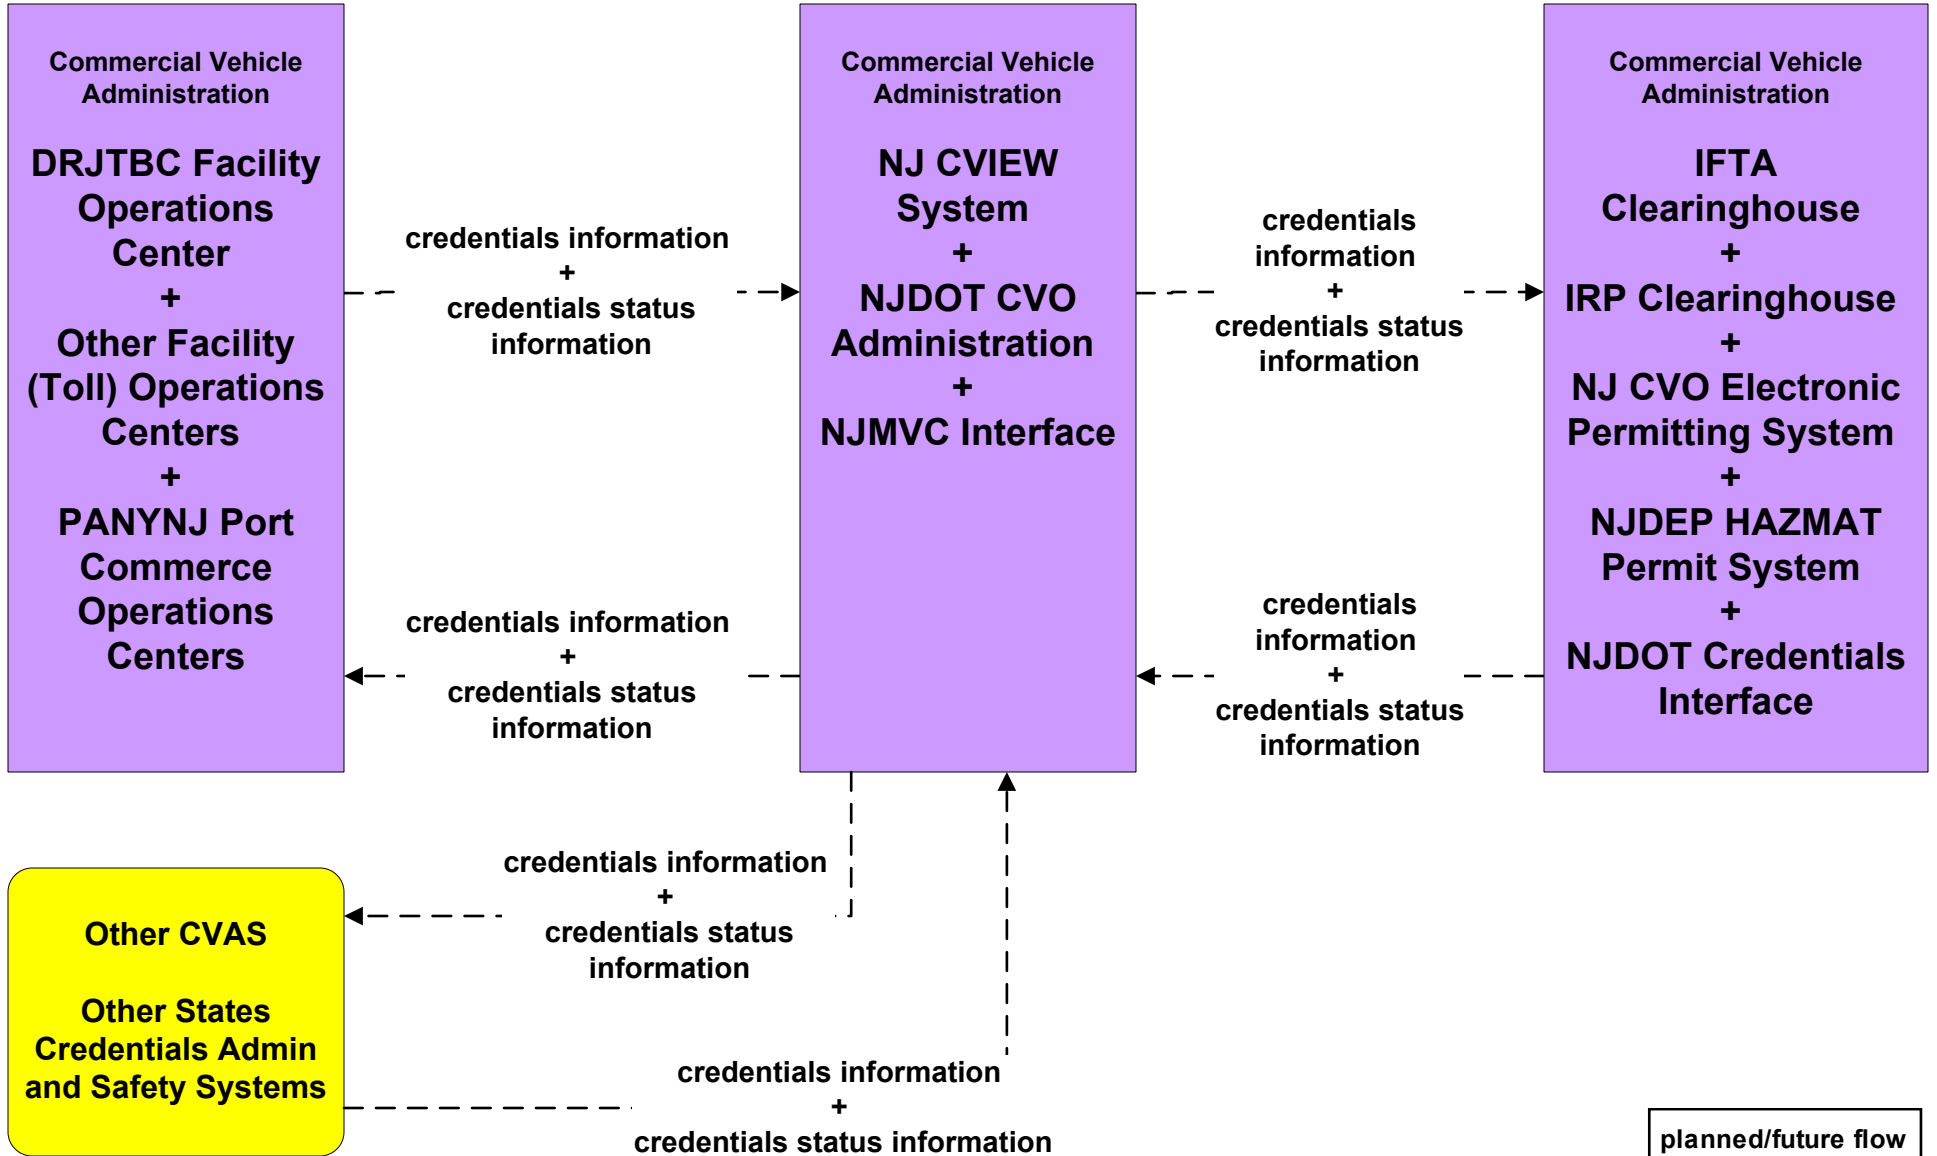 Commercial Vehicle
Administration
DRJTBC Facility
Operations
Center
+
Other Facility
(Toll) Operations
Centers
+
PANYNJ Port
Commerce
Operations
Centers
credentials information
+
credentials status
information
credentials information
+
credentials status
information
Commercial Vehicle
Administration
NJ CVIEW
System
+
NJDOT CVO
Administration
+
NJMVC Interface
credentials
information
+
credentials status
information
credentials
information
+
credentials status
information
Commercial Vehicle
Administration
IFTA
Clearinghouse
+
IRP Clearinghouse
+
NJ CVO Electronic
Permitting System
+
NJDEP HAZMAT
Permit System
+
NJDOT Credentials
Interface
Other CVAS
Other States
Credentials Admin
and Safety Systems
credentials information
+
credentials status
information
credentials information
+
credentials status information
planned/future flow